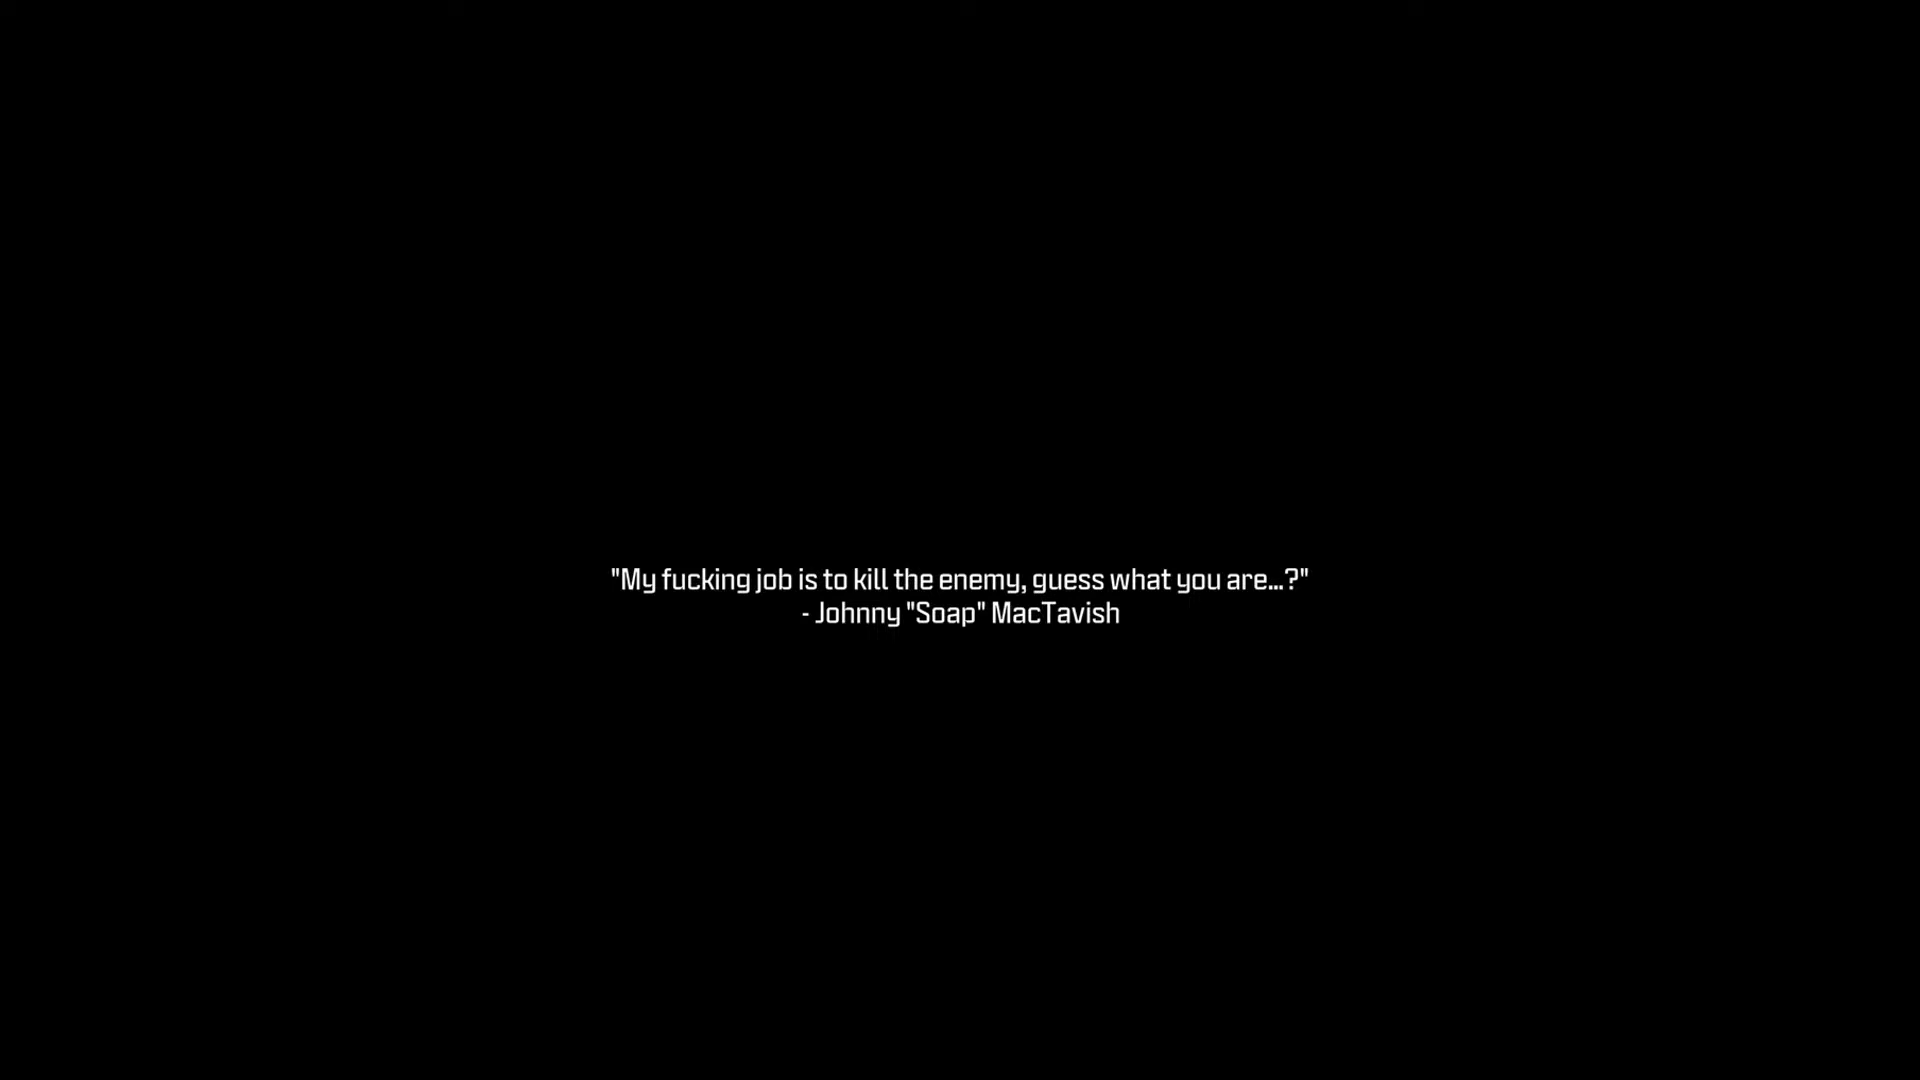 "My fucking job is to kill the enemy, guess what you are...?"
- Johnny "Soap" MacTavish